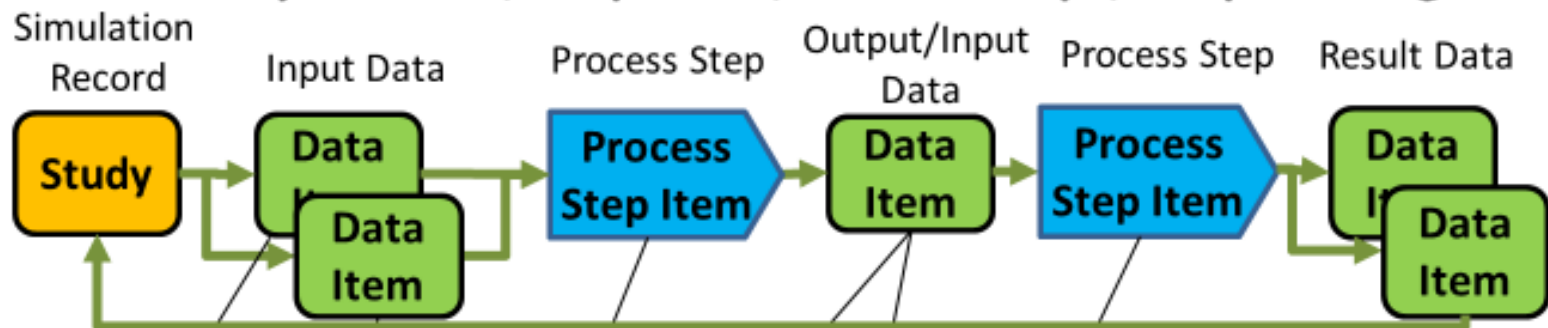 Simulation
Record
Input Data
Process Step
Output/Input
Data
Process Step
Result Data
Study
Data
Data
Item
Process
Step Item
Data
Item
Process
Step Item
Data
Data
Item